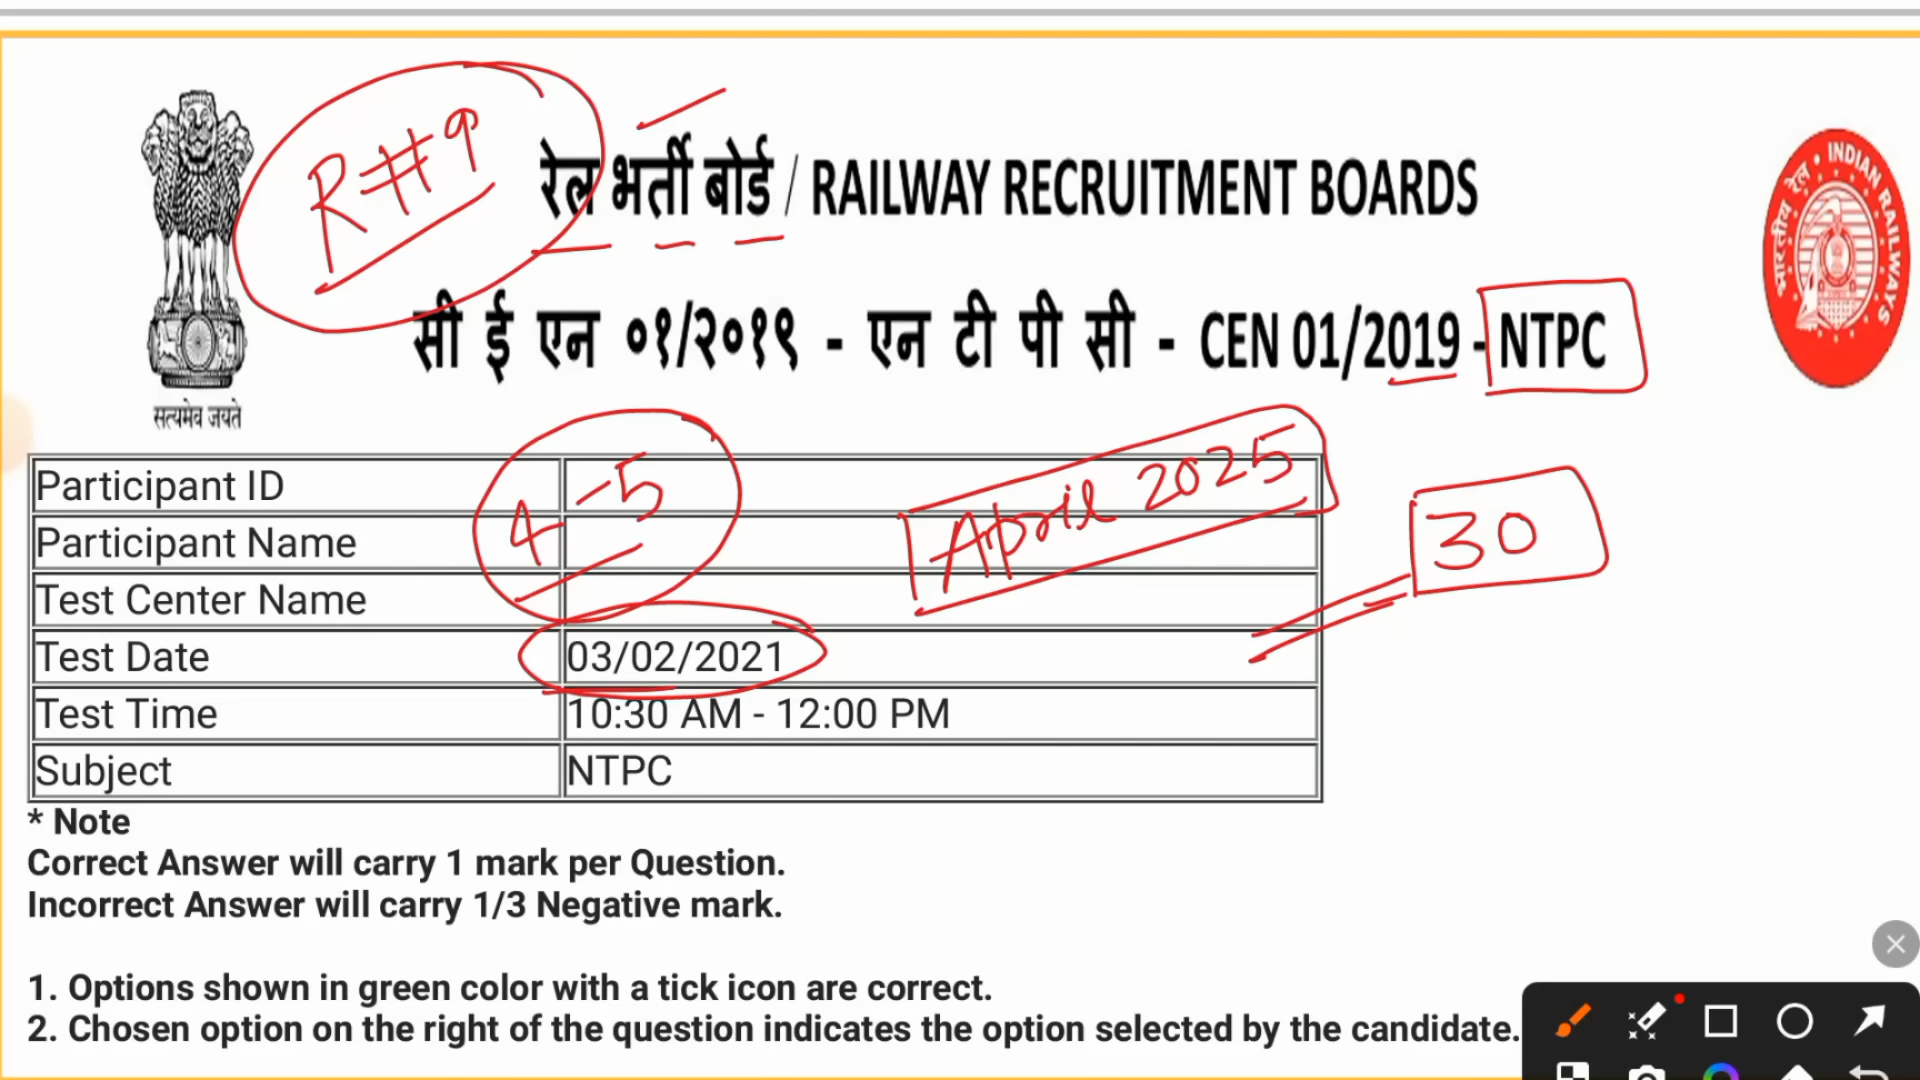 R#9
रेल भर्ती बोर्ड / RAILWAY RECRUITMENT BOARDS
सी ई एन ०१/२०१९ - एन टी पी सी - CEN 01/2019 - NTPC
सत्यमेव जयते
भारतीय रेल • INDIAN RAILWAYS
4-5
April 2025
30
Participant ID
Participant Name
Test Center Name
Test Date 03/02/2021
Test Time 10:30 AM - 12:00 PM
Subject NTPC
* Note
Correct Answer will carry 1 mark per Question.
Incorrect Answer will carry 1/3 Negative mark.
1. Options shown in green color with a tick icon are correct.
2. Chosen option on the right of the question indicates the option selected by the candidate.